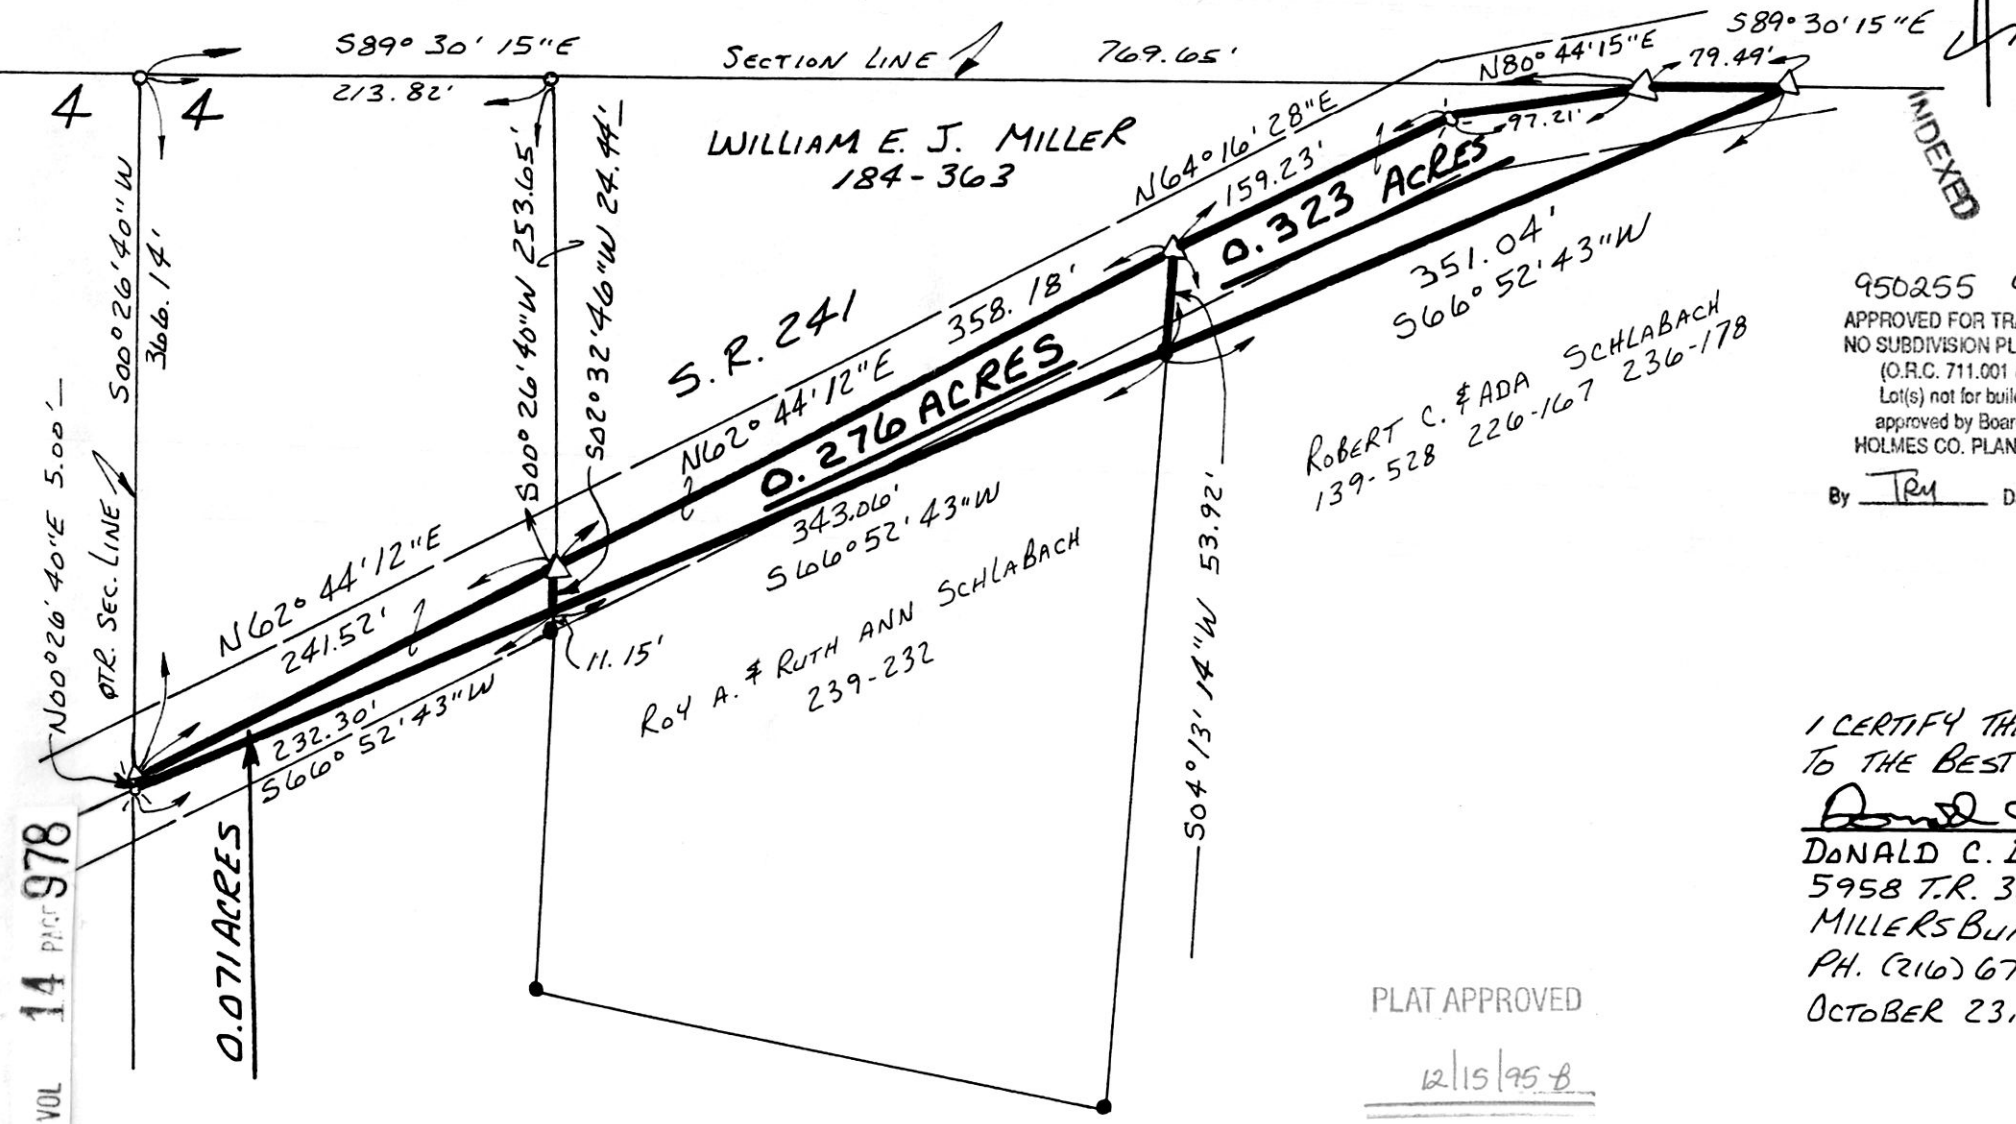 S89° 30' 15"E
213.82'
SECTION LINE
769.65'
N80° 44' 15"E
97.21'
S89° 30' 15"E
79.49'
4
4
S00° 26' 40" W
366.14'
S00° 26' 40"W 253.65'
S02° 32' 46"W 24.44'
WILLIAM E. J. MILLER
184-363
N64° 16' 28"E
159.23'
0.323 ACRES
351.04'
S66° 52' 43"W
INDEXED
S.R. 241
N62° 44' 12"E 358.18'
0.276 ACRES
343.06'
S66° 52' 43"W
ROBERT C. & ADA SCHLABACH
139-528 226-167 236-178
950255
APPROVED FOR TR
NO SUBDIVISION PL
(O.R.C. 711.001
Lot(s) not for buil
approved by Boar
HOLMES CO. PLAN
By TRY D
N00° 26' 40"E 5.00'
QTR. SEC. LINE
N62° 44' 12"E
241.52'
232.30'
S66° 52' 43"W
11.15'
ROY A. & RUTH ANN SCHLABACH
239-232
S04° 13' 14"W 53.92'
0.071 ACRES
VOL 14 PAGE 978
PLAT APPROVED
12/15/95
I CERTIFY TH
TO THE BEST
DONALD C.
5958 T.R. 3
MILLERSBU
PH. (216) 67
OCTOBER 23,